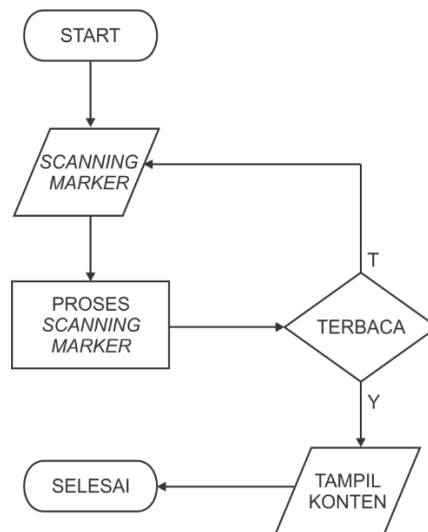 START
SCANNING
MARKER
T
PROSES
SCANNING
MARKER
TERBACA
Y
SELESAI
TAMPIL
KONTEN